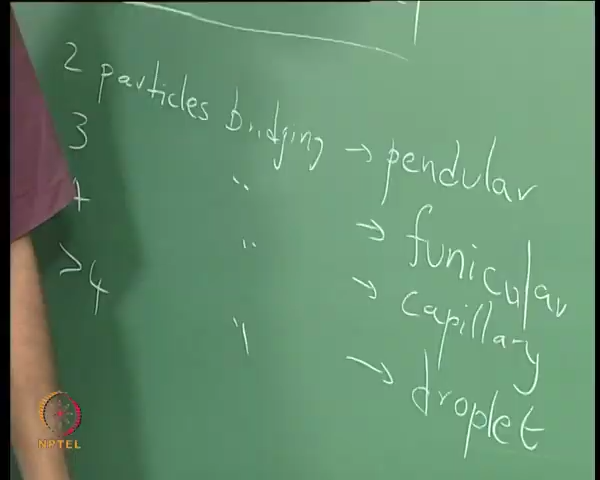 2 particles bridging → pendular
3 " → funicular
4 " → capillary
>4 " → droplet
NPTEL